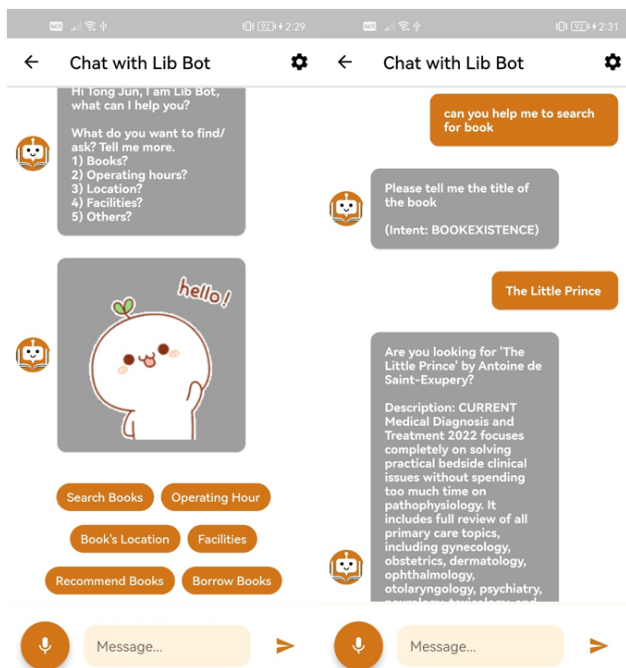 92 2:29
Chat with Lib Bot
Hi Tong Jun, I am Lib Bot,
what can I help you?
What do you want to find/
ask? Tell me more.
1) Books?
2) Operating hours?
3) Location?
4) Facilities?
5) Others?
hello!
Search Books
Operating Hour
Book's Location
Facilities
Recommend Books
Borrow Books
Message...
92 2:31
Chat with Lib Bot
can you help me to search
for book
Please tell me the title of
the book
(Intent: BOOKEXISTENCE)
The Little Prince
Are you looking for 'The
Little Prince' by Antoine de
Saint-Exupery?
Description: CURRENT
Medical Diagnosis and
Treatment 2022 focuses
completely on solving
practical bedside clinical
issues without spending
too much time on
pathophysiology. It
includes full review of all
primary care topics,
including gynecology,
obstetrics, dermatology,
ophthalmology,
otolaryngology, psychiatry,
neurology, toxicology, and
Message...